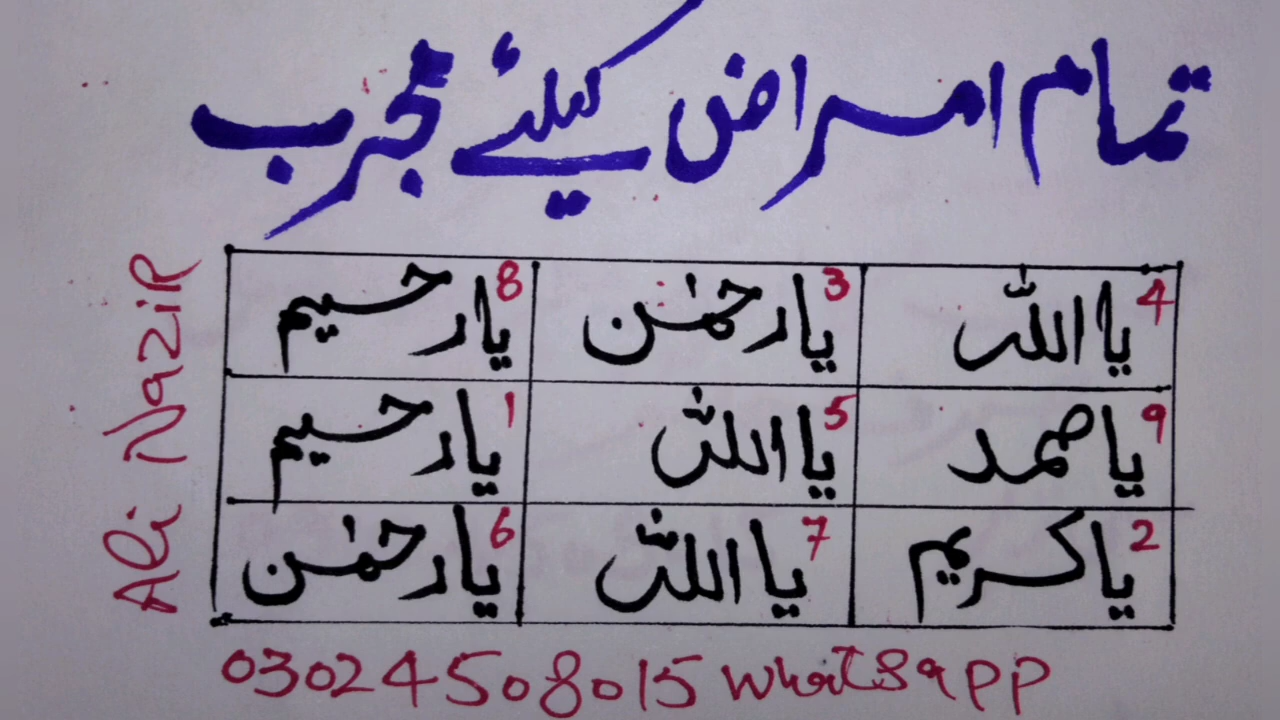 تمام امراض کیلئے مجرب
4 یا اللہ 3 یا رحمٰن 8 یا رحیم
9 یا صمد 5 یا اللہ 1 یا رحیم
2 یا کریم 7 یا اللہ 6 یا رحمٰن
Ali NaziR
03024508015 whatsapp